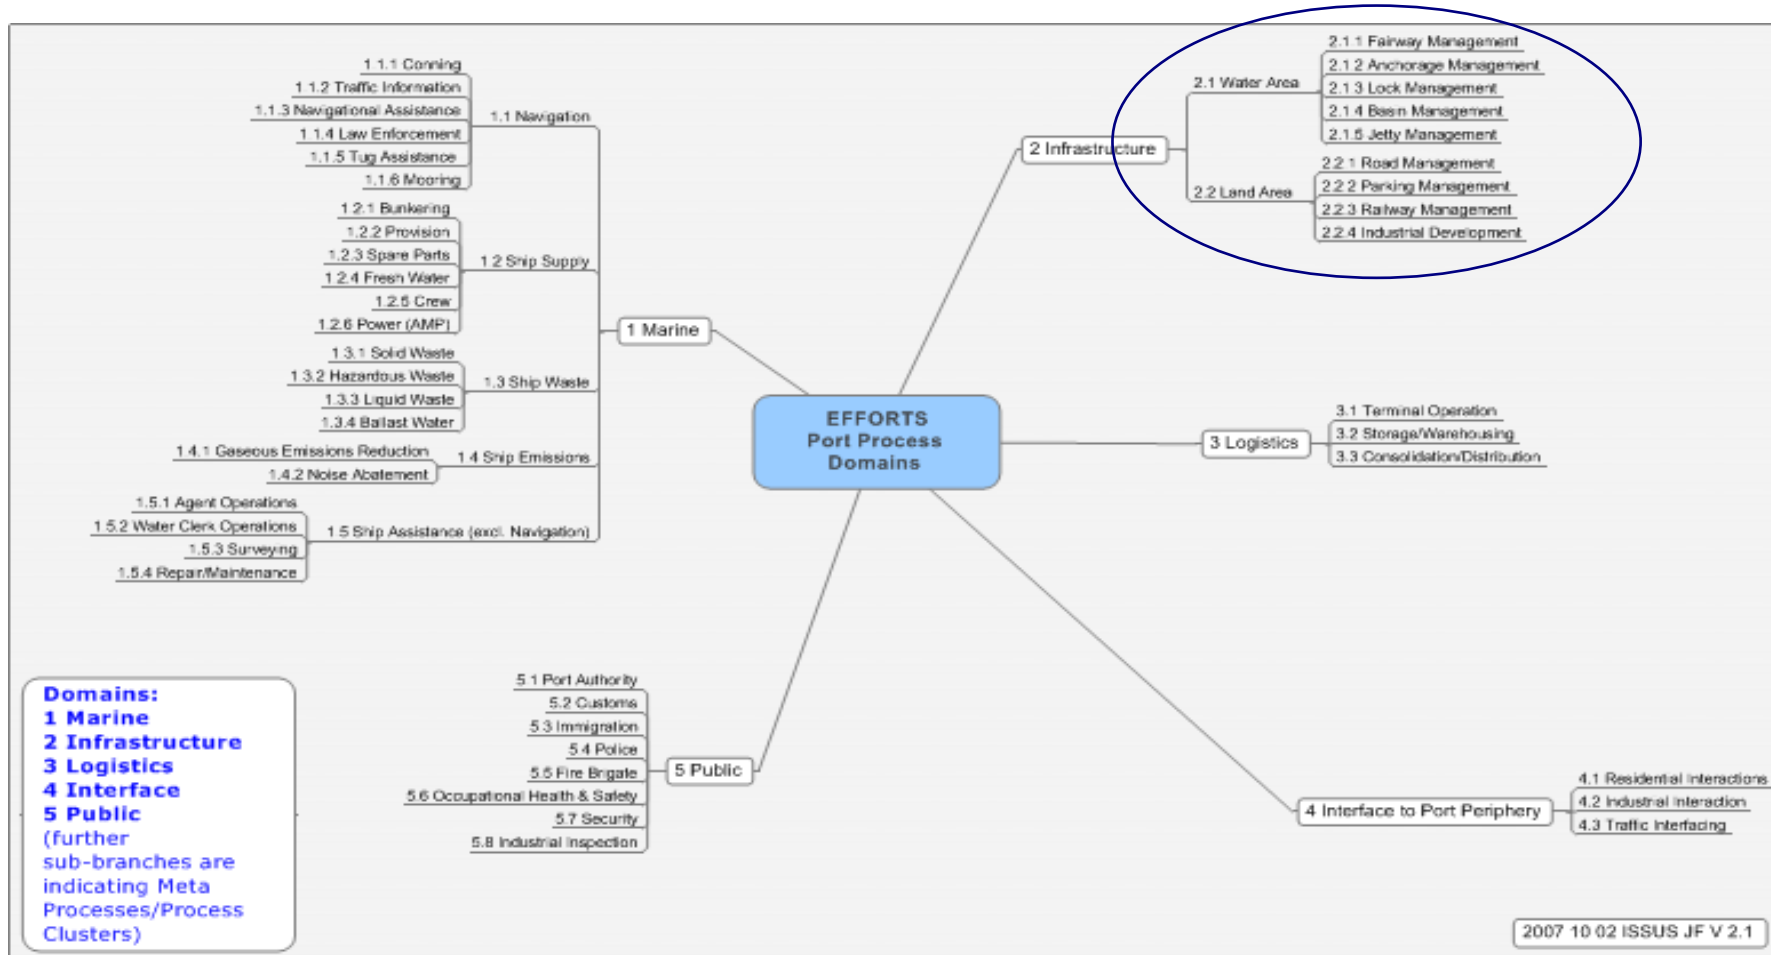 1.1.1 Conning
1.1.2 Traffic Information
1.1.3 Navigational Assistance
1.1.4 Law Enforcement
1.1.5 Tug Assistance
1.1.6 Mooring
1.1 Navigation
1.2.1 Bunkering
1.2.2 Provision
1.2.3 Spare Parts
1.2.4 Fresh Water
1.2.5 Crew
1.2.6 Power (AMP)
1.2 Ship Supply
1.3.1 Solid Waste
1.3.2 Hazardous Waste
1.3.3 Liquid Waste
1.3.4 Ballast Water
1.3 Ship Waste
1.4.1 Gaseous Emissions Reduction
1.4.2 Noise Abatement
1.4 Ship Emissions
1.5.1 Agent Operations
1.5.2 Water Clerk Operations
1.5.3 Surveying
1.5.4 Repair/Maintenance
1.5 Ship Assistance (excl. Navigation)
1 Marine
EFFORTS
Port Process
Domains
2 Infrastructure
2.1 Water Area
2.1.1 Fairway Management
2.1.2 Anchorage Management
2.1.3 Lock Management
2.1.4 Basin Management
2.1.5 Jetty Management
2.2 Land Area
2.2.1 Road Management
2.2.2 Parking Management
2.2.3 Railway Management
2.2.4 Industrial Development
3 Logistics
3.1 Terminal Operation
3.2 Storage/Warehousing
3.3 Consolidation/Distribution
4 Interface to Port Periphery
4.1 Residential Interactions
4.2 Industrial Interaction
4.3 Traffic Interfacing
5.1 Port Authority
5.2 Customs
5.3 Immigration
5.4 Police
5.5 Fire Brigate
5.6 Occupational Health & Safety
5.7 Security
5.8 Industrial Inspection
5 Public
Domains:
1 Marine
2 Infrastructure
3 Logistics
4 Interface
5 Public
(further
sub-branches are
indicating Meta
Processes/Process
Clusters)
2007 10 02 ISSUS JF V 2.1